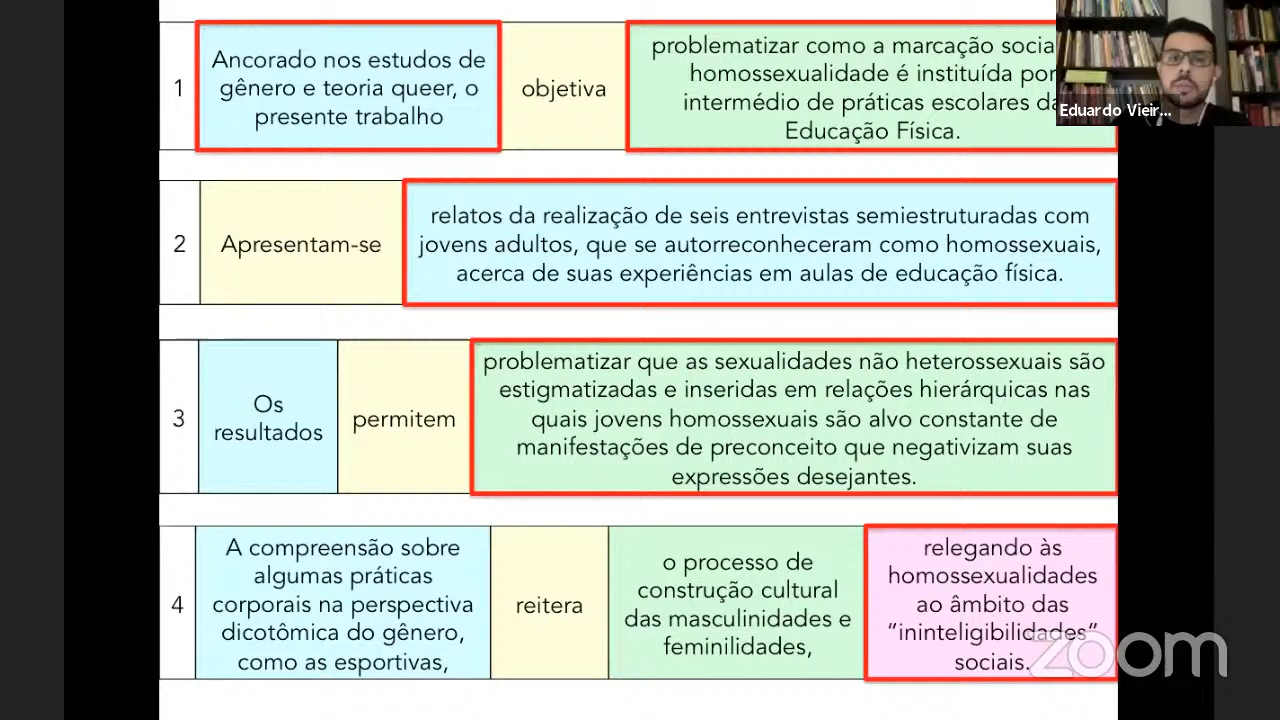 1
Ancorado nos estudos de
gênero e teoria queer, o
presente trabalho
objetiva
problematizar como a marcação
homossexualidade é instituída por
intermédio de práticas escolares
Educação Física.
Eduardo Vieir...
2
Apresentam-se
relatos da realização de seis entrevistas semiestruturadas com
jovens adultos, que se autorreconheceram como homossexuais,
acerca de suas experiências em aulas de educação física.
3
Os
resultados
permitem
problematizar que as sexualidades não heterossexuais são
estigmatizadas e inseridas em relações hierárquicas nas
quais jovens homossexuais são alvo constante de
manifestações de preconceito que negativizam suas
expressões desejantes.
4
A compreensão sobre
algumas práticas
corporais na perspectiva
dicotômica do gênero,
como as esportivas,
reitera
o processo de
construção cultural
das masculinidades e
feminilidades,
relegando às
homossexualidades
ao âmbito das
“ininteligibilidades”
sociais.
zoom